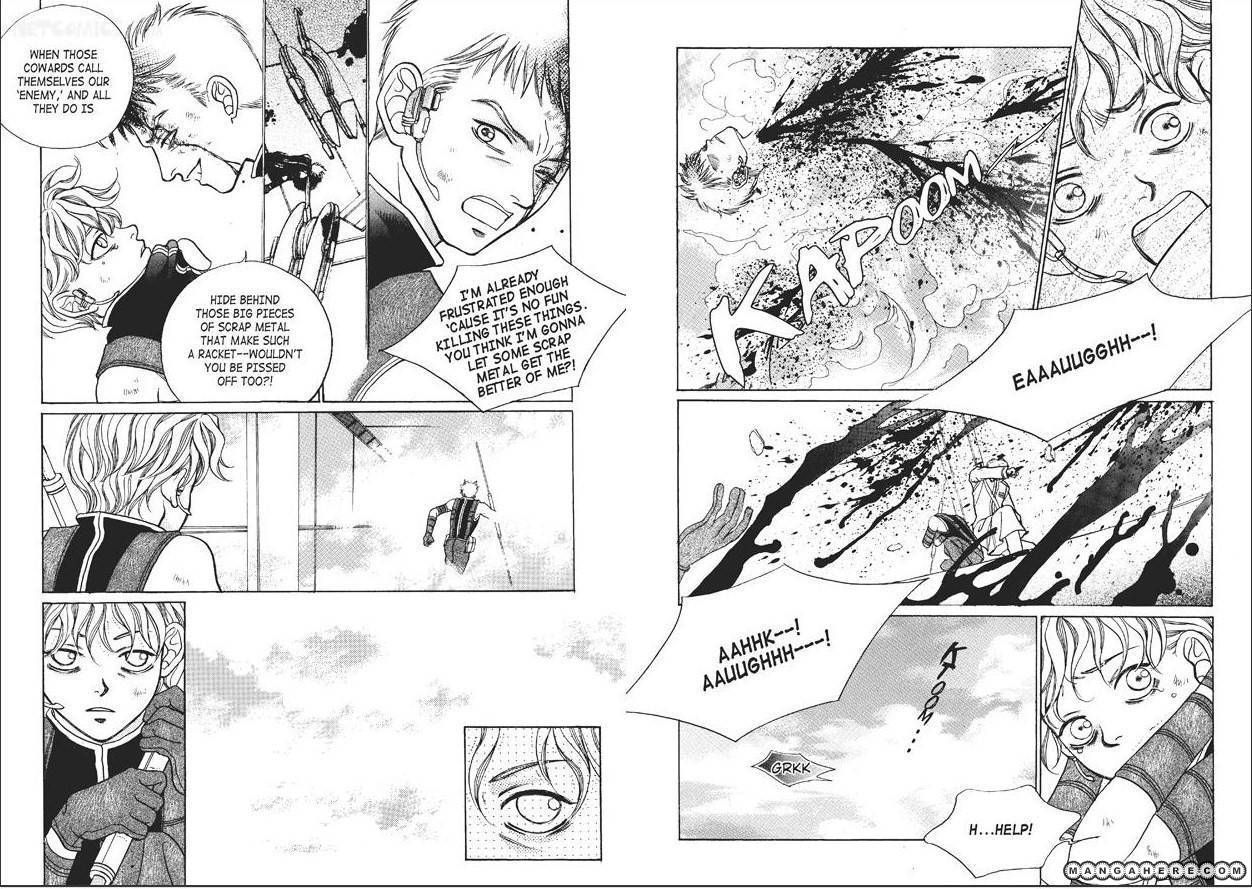 WHEN THOSE
COWARDS CALL
THEMSELVES OUR
'ENEMY,' AND ALL
THEY DO IS
HIDE BEHIND
THOSE BIG PIECES
OF SCRAP METAL
THAT MAKE SUCH
A RACKET--WOULDN'T
YOU BE PISSED
OFF TOO?!
I'M ALREADY
FRUSTRATED ENOUGH
'CAUSE IT'S NO FUN
KILLING THESE THINGS.
YOU THINK I'M GONNA
LET SOME SCRAP
METAL GET THE
BETTER OF ME?!
KAPOOM
EAAAUUGGHH--!
AAHHK--!
AAUUGHHH---!
KTOOM...
GRKK
H...HELP!
MANGAHERE.COM